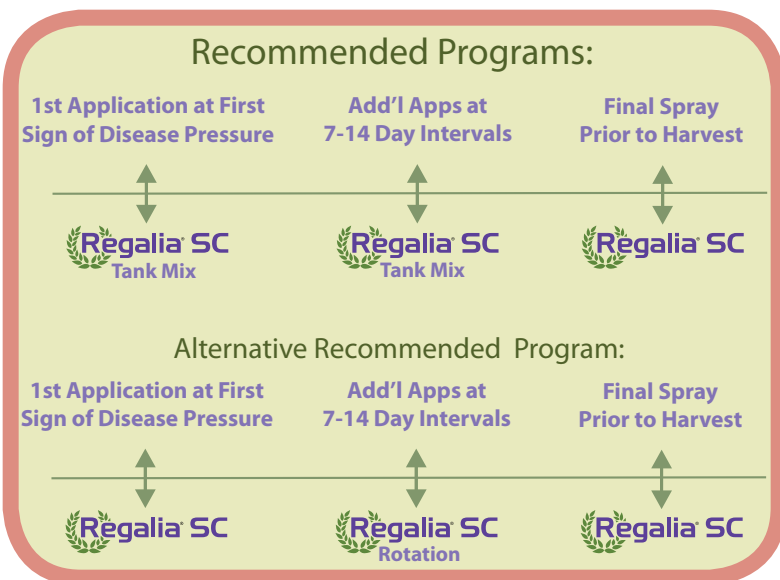 Recommended Programs:
1st Application at First
Sign of Disease Pressure
Add'l Apps at
7-14 Day Intervals
Final Spray
Prior to Harvest
Regalia® SC
Tank Mix
Regalia® SC
Tank Mix
Regalia® SC
Alternative Recommended Program:
1st Application at First
Sign of Disease Pressure
Add'l Apps at
7-14 Day Intervals
Final Spray
Prior to Harvest
Regalia® SC
Regalia® SC
Rotation
Regalia® SC